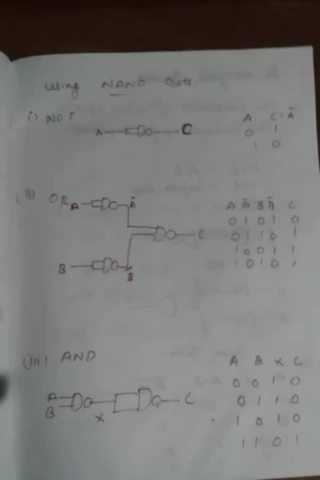 Using NAND Gate
i) NOT
A C
A C=Ā
0 1
1 0
(ii) OR
A Ā
B B̄
C
A Ā B B̄ C
0 1 0 1 0
0 1 1 0 1
1 0 0 1 1
1 0 1 0 1
(iii) AND
A
B
X
C
A B X C
0 0 1 0
0 1 1 0
1 0 1 0
1 1 0 1